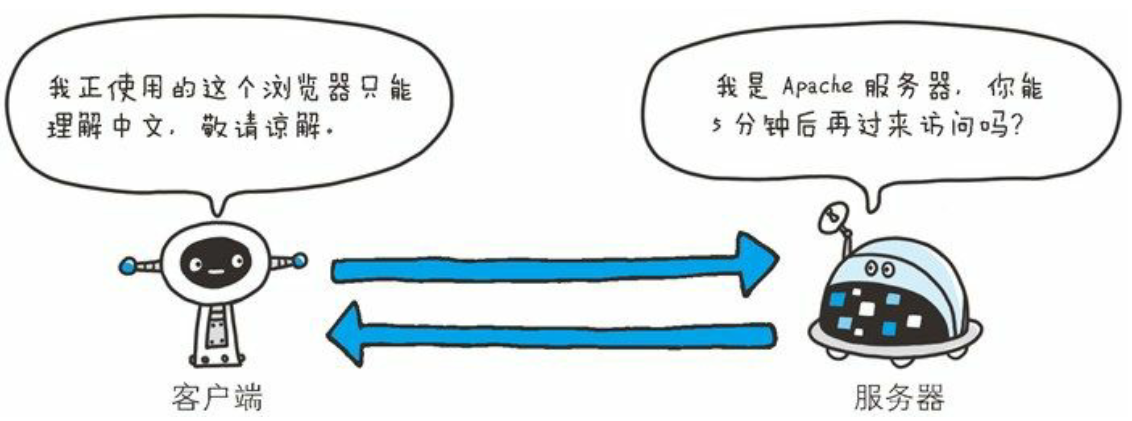 我正使用的这个浏览器只能
理解中文，敬请谅解。
我是 Apache 服务器，你能
5 分钟后再过来访问吗？
客户端
服务器